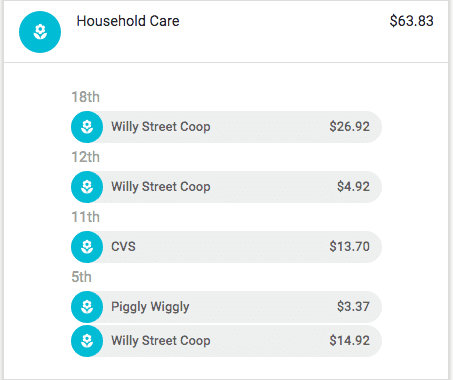 Household Care $63.83
18th
Willy Street Coop $26.92
12th
Willy Street Coop $4.92
11th
CVS $13.70
5th
Piggly Wiggly $3.37
Willy Street Coop $14.92